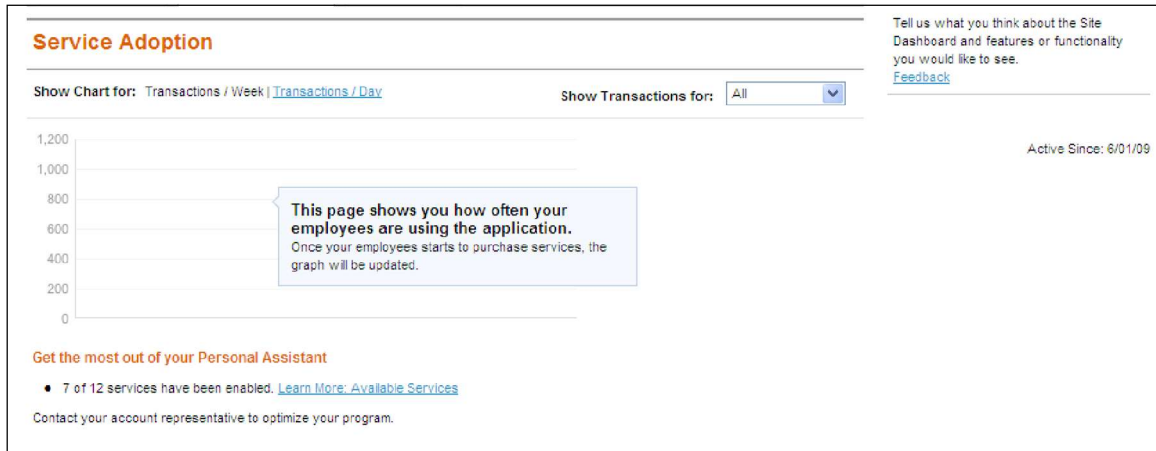 Service Adoption
Show Chart for: Transactions / Week | Transactions / Day
Show Transactions for: All
1,200
1,000
800
600
400
200
0
This page shows you how often your
employees are using the application.
Once your employees starts to purchase services, the
graph will be updated.
Get the most out of your Personal Assistant
• 7 of 12 services have been enabled. Learn More: Available Services
Contact your account representative to optimize your program.
Tell us what you think about the Site
Dashboard and features or functionality
you would like to see.
Feedback
Active Since: 6/01/09